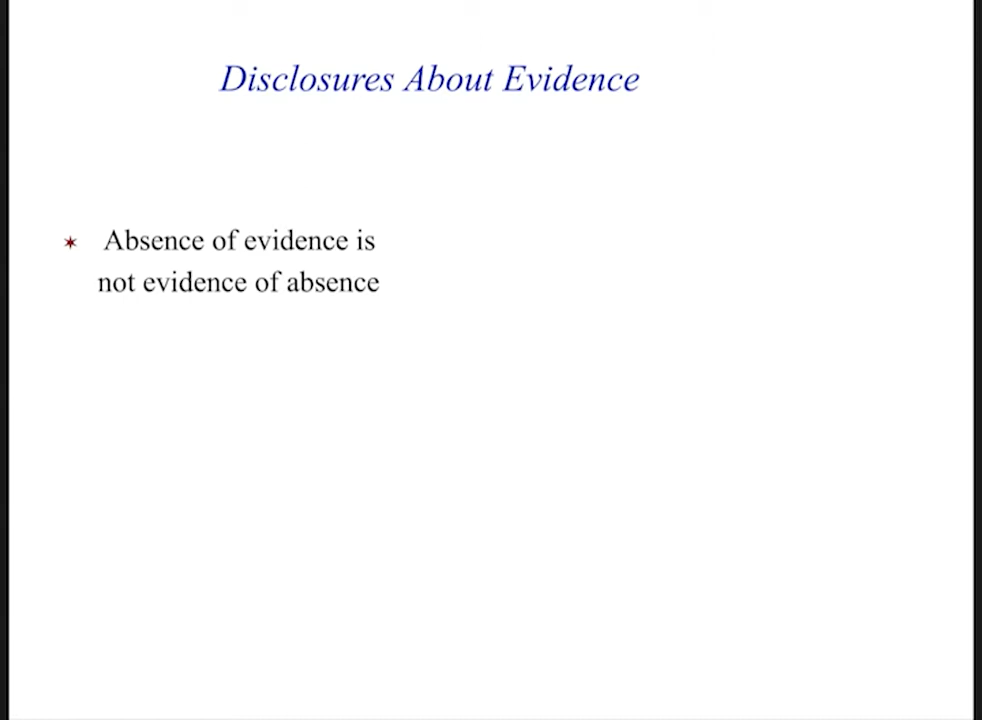 Disclosures About Evidence
✶ Absence of evidence is
not evidence of absence